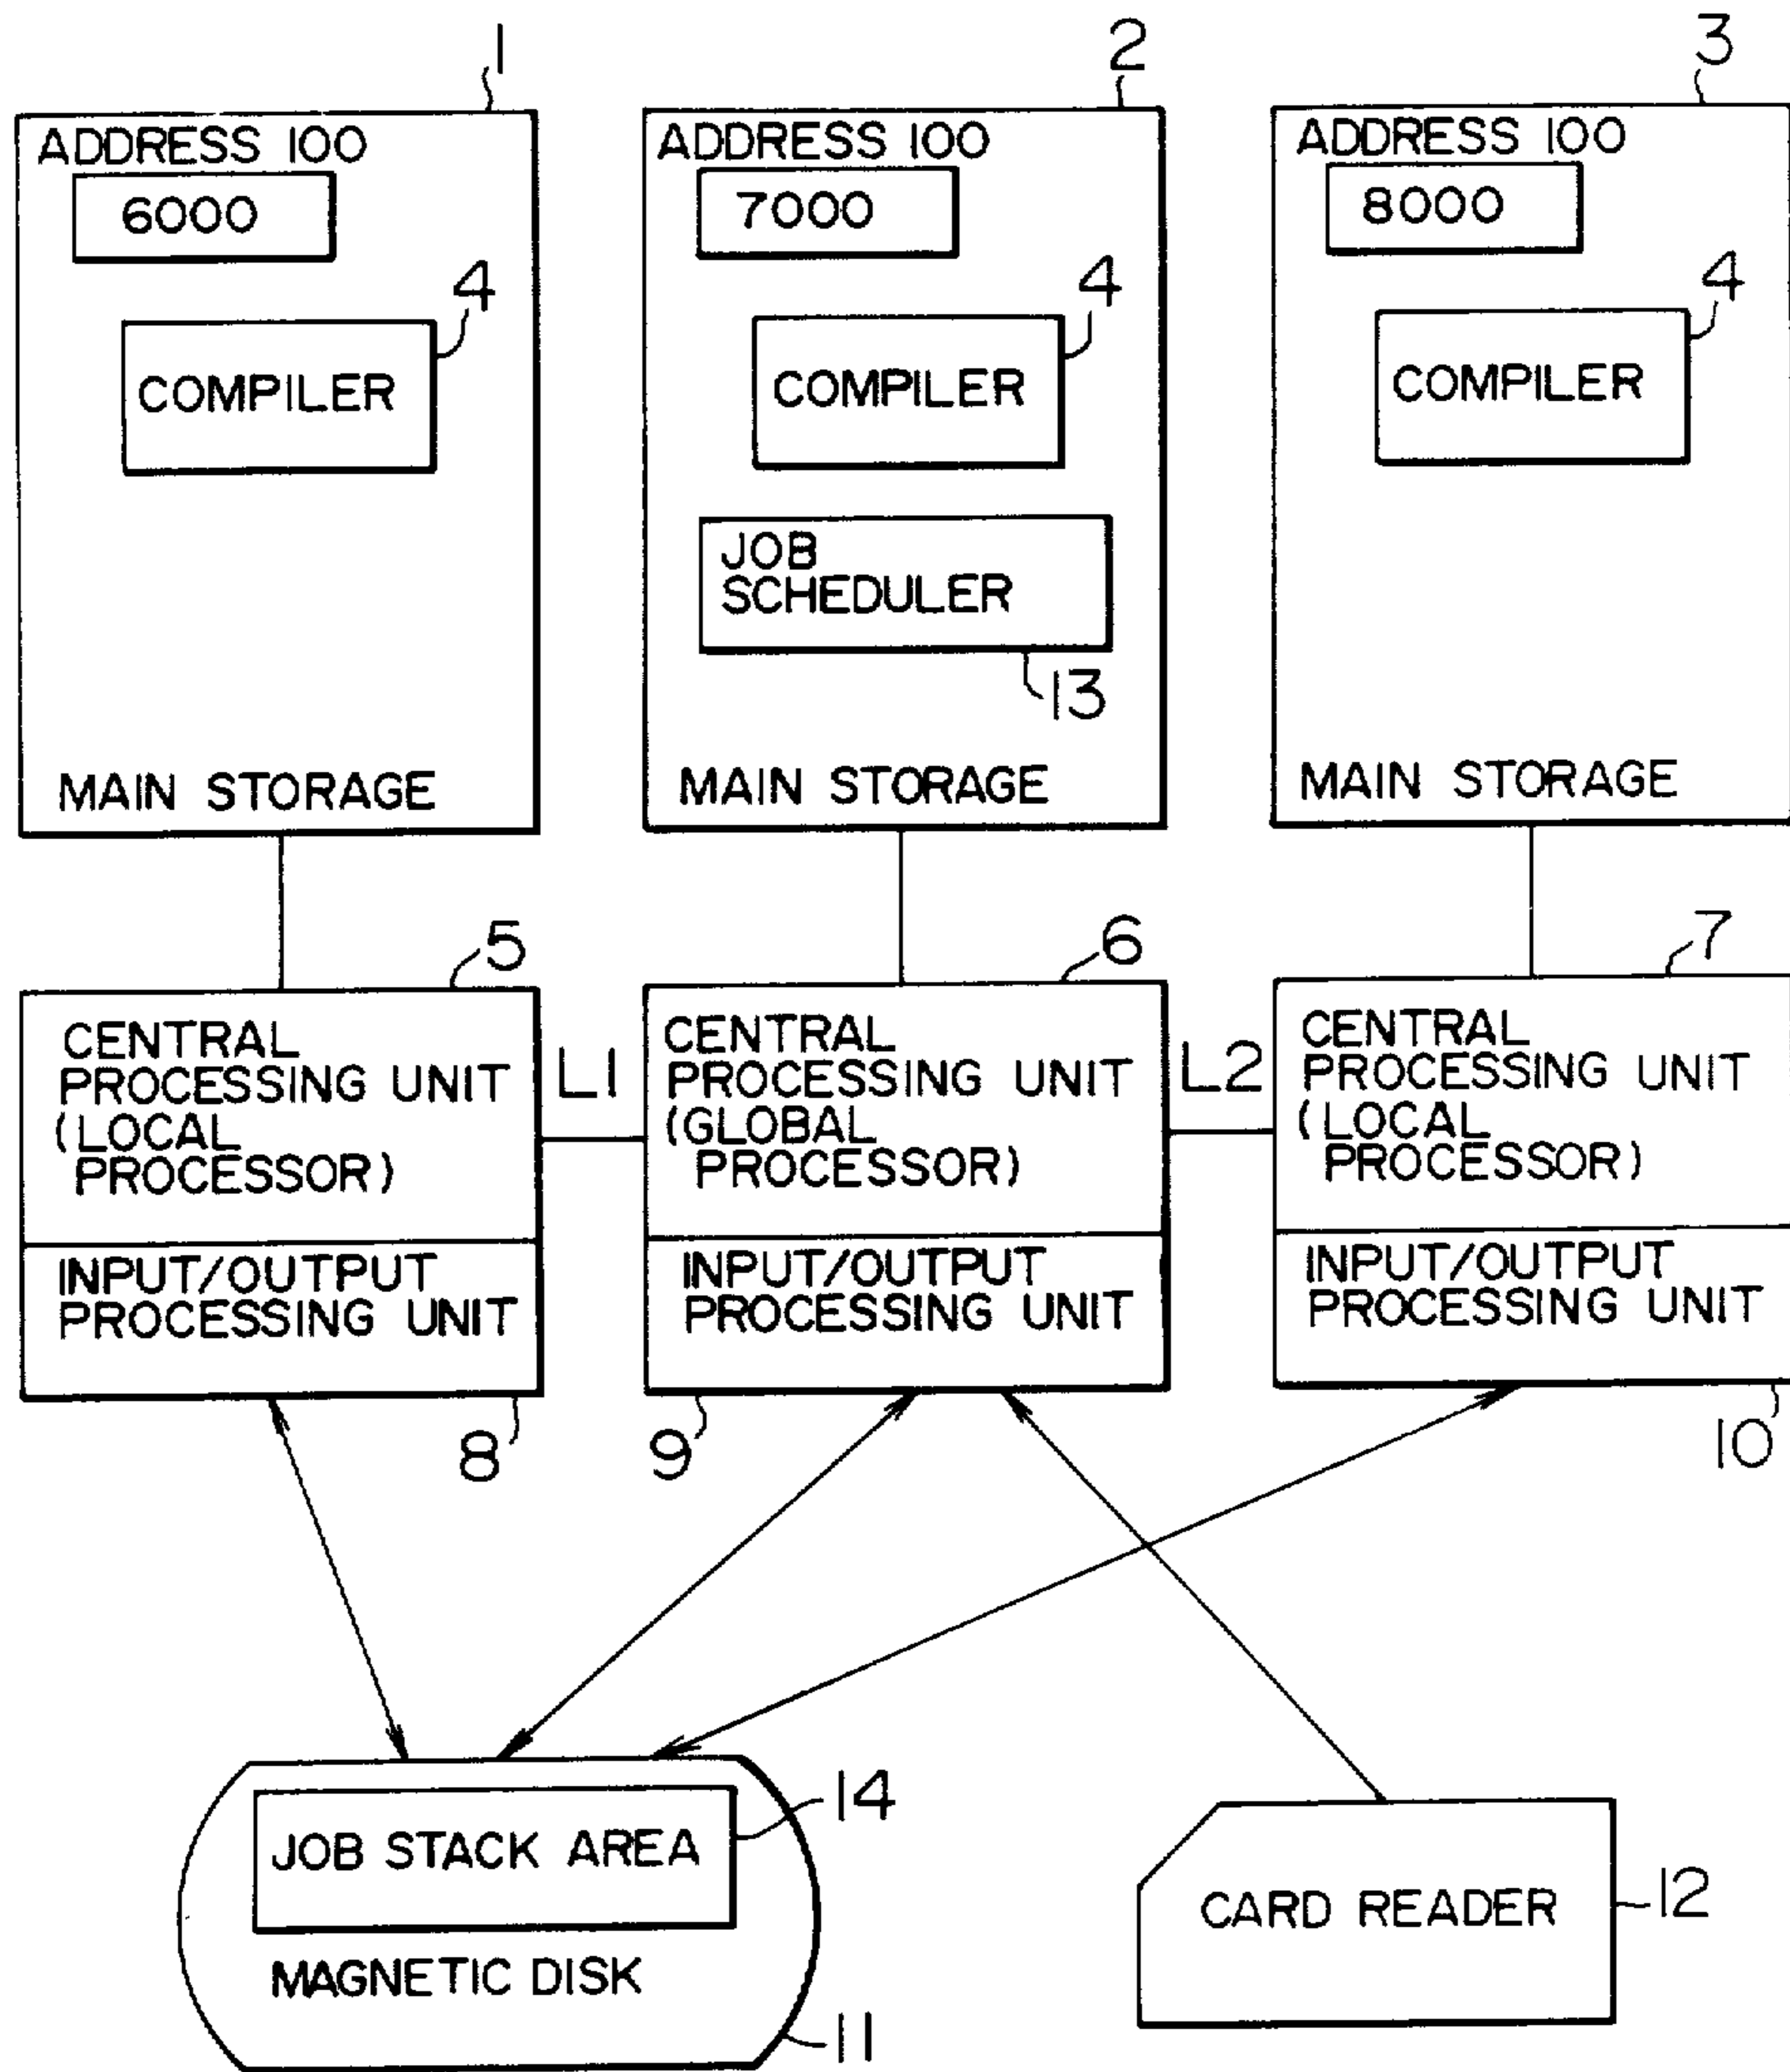 1
2
3
ADDRESS 100
6000
4
COMPILER
MAIN STORAGE
ADDRESS 100
7000
4
COMPILER
JOB
SCHEDULER
13
MAIN STORAGE
ADDRESS 100
8000
4
COMPILER
MAIN STORAGE
5
CENTRAL
PROCESSING UNIT
(LOCAL
PROCESSOR)
INPUT/OUTPUT
PROCESSING UNIT
8
L1
6
CENTRAL
PROCESSING UNIT
(GLOBAL
PROCESSOR)
INPUT/OUTPUT
PROCESSING UNIT
9
L2
7
CENTRAL
PROCESSING UNIT
(LOCAL
PROCESSOR)
INPUT/OUTPUT
PROCESSING UNIT
10
JOB STACK AREA
14
MAGNETIC DISK
11
CARD READER
12